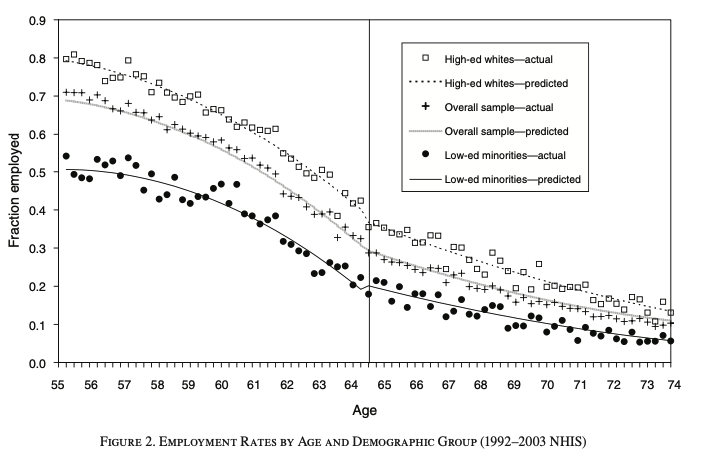 0.9
0.8
0.7
0.6
0.5
0.4
0.3
0.2
0.1
0.0
Fraction employed
High-ed whites—actual
High-ed whites—predicted
Overall sample—actual
Overall sample—predicted
Low-ed minorities—actual
Low-ed minorities—predicted
55 56 57 58 59 60 61 62 63 64 65 66 67 68 69 70 71 72 73 74
Age
FIGURE 2. EMPLOYMENT RATES BY AGE AND DEMOGRAPHIC GROUP (1992–2003 NHIS)